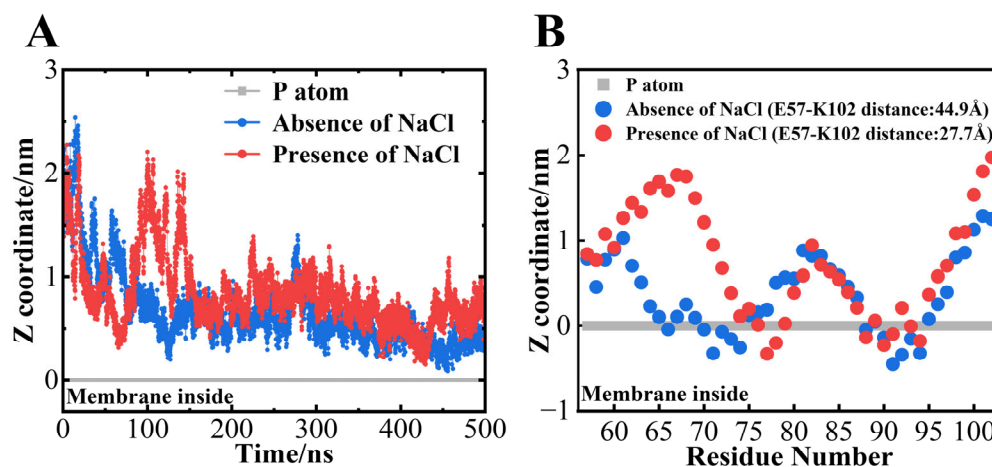 A
Z coordinate/nm
3
2
1
0
P atom
Absence of NaCl
Presence of NaCl
Membrane inside
0 100 200 300 400 500
Time/ns
B
Z coordinate/nm
3
2
1
0
−1
P atom
Absence of NaCl (E57-K102 distance:44.9Å)
Presence of NaCl (E57-K102 distance:27.7Å)
Membrane inside
60 65 70 75 80 85 90 95 100
Residue Number